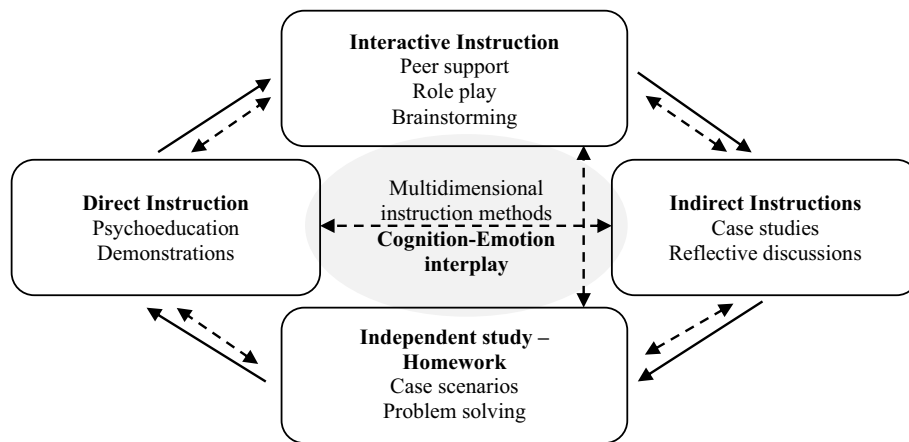 Interactive Instruction
Peer support
Role play
Brainstorming
Direct Instruction
Psychoeducation
Demonstrations
Multidimensional
instruction methods
Cognition-Emotion
interplay
Indirect Instructions
Case studies
Reflective discussions
Independent study –
Homework
Case scenarios
Problem solving